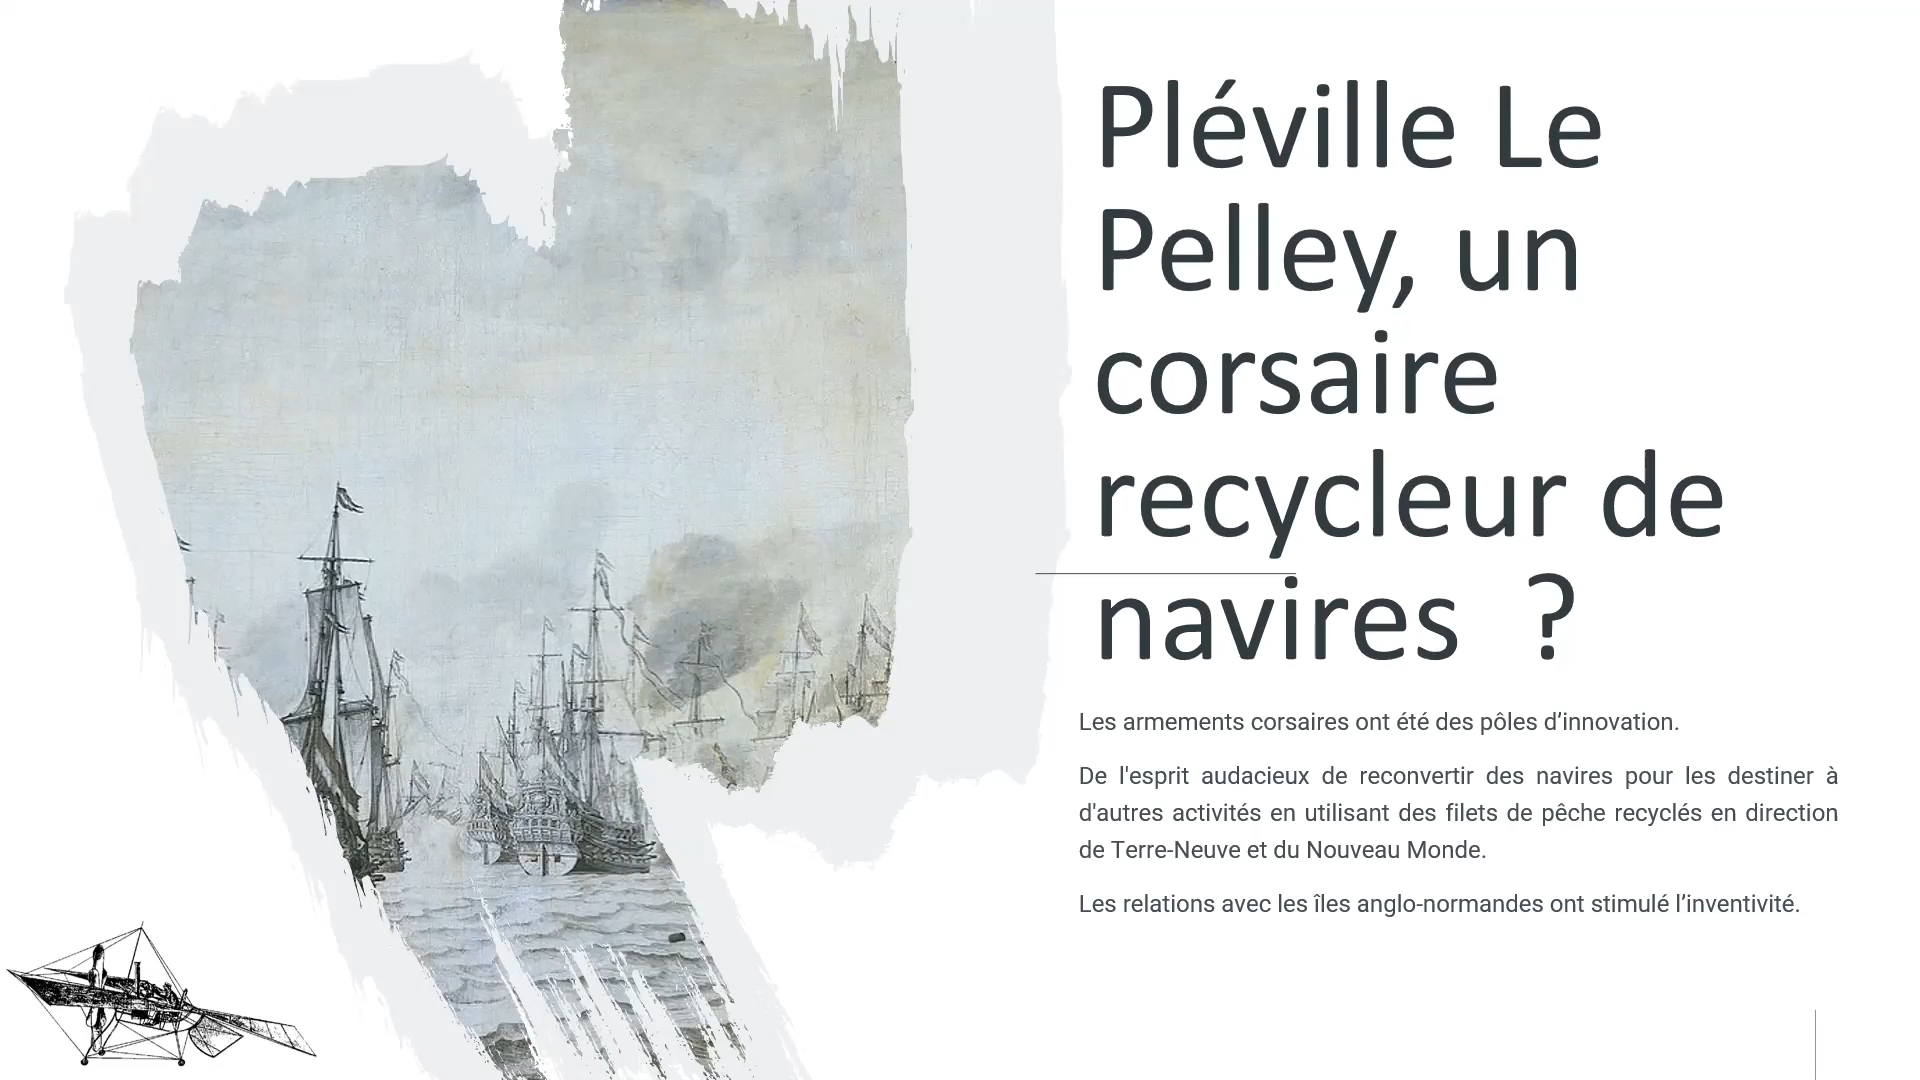 Pléville Le
Pelley, un
corsaire
recycleur de
navires  ?
Les armements corsaires ont été des pôles d’innovation.
De l'esprit audacieux de reconvertir des navires pour les destiner à
d'autres activités en utilisant des filets de pêche recyclés en direction
de Terre-Neuve et du Nouveau Monde.
Les relations avec les îles anglo-normandes ont stimulé l’inventivité.